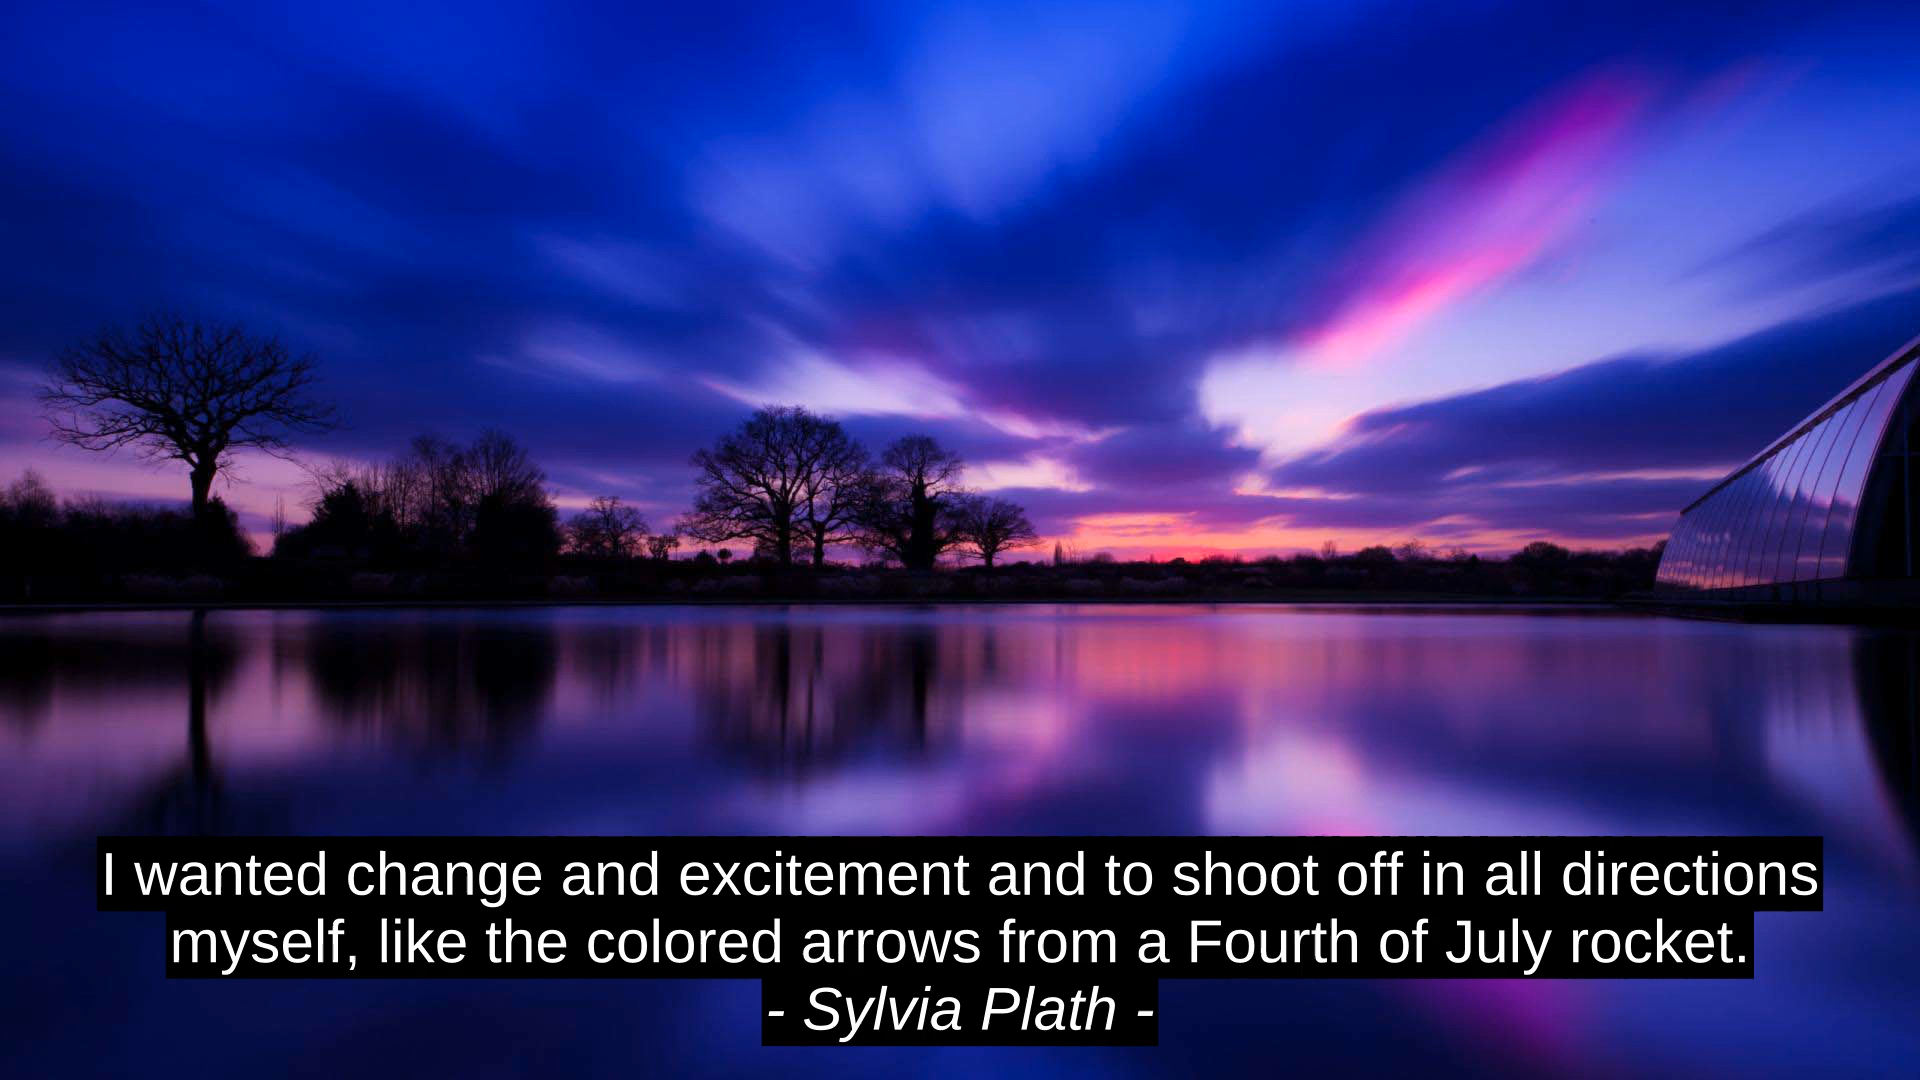 I wanted change and excitement and to shoot off in all directions
myself, like the colored arrows from a Fourth of July rocket.
- Sylvia Plath -